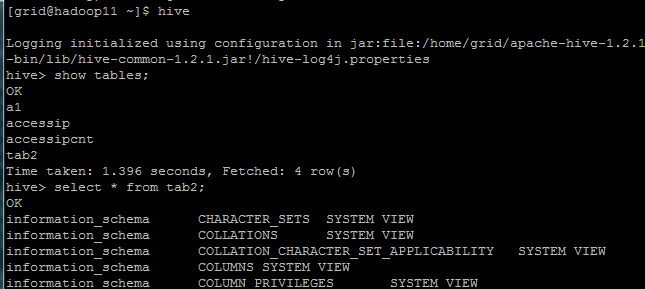 [grid@hadoop11 ~]$ hive
Logging initialized using configuration in jar:file:/home/grid/apache-hive-1.2.1
-bin/lib/hive-common-1.2.1.jar!/hive-log4j.properties
hive> show tables;
OK
a1
accessip
accessipcnt
tab2
Time taken: 1.396 seconds, Fetched: 4 row(s)
hive> select * from tab2;
OK
information_schema CHARACTER_SETS SYSTEM VIEW
information_schema COLLATIONS SYSTEM VIEW
information_schema COLLATION_CHARACTER_SET_APPLICABILITY SYSTEM VIEW
information_schema COLUMNS SYSTEM VIEW
information_schema COLUMN_PRIVILEGES SYSTEM VIEW